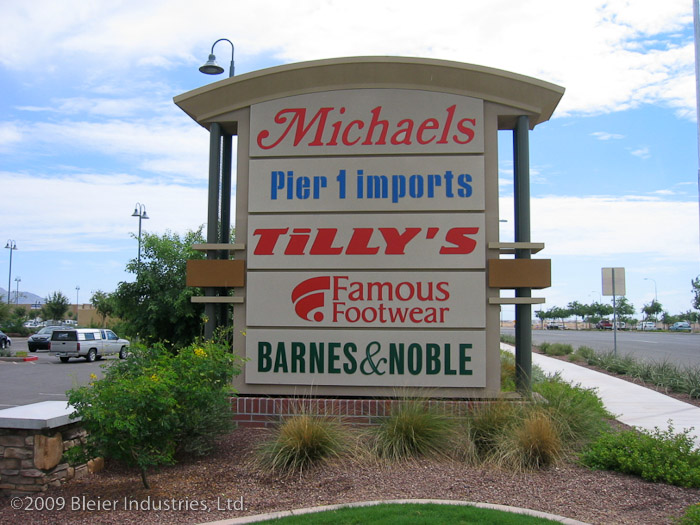 Michaels
Pier 1 imports
TiLLY'S
Famous
Footwear
BARNES&NOBLE
©2009 Bleier Industries, Ltd.